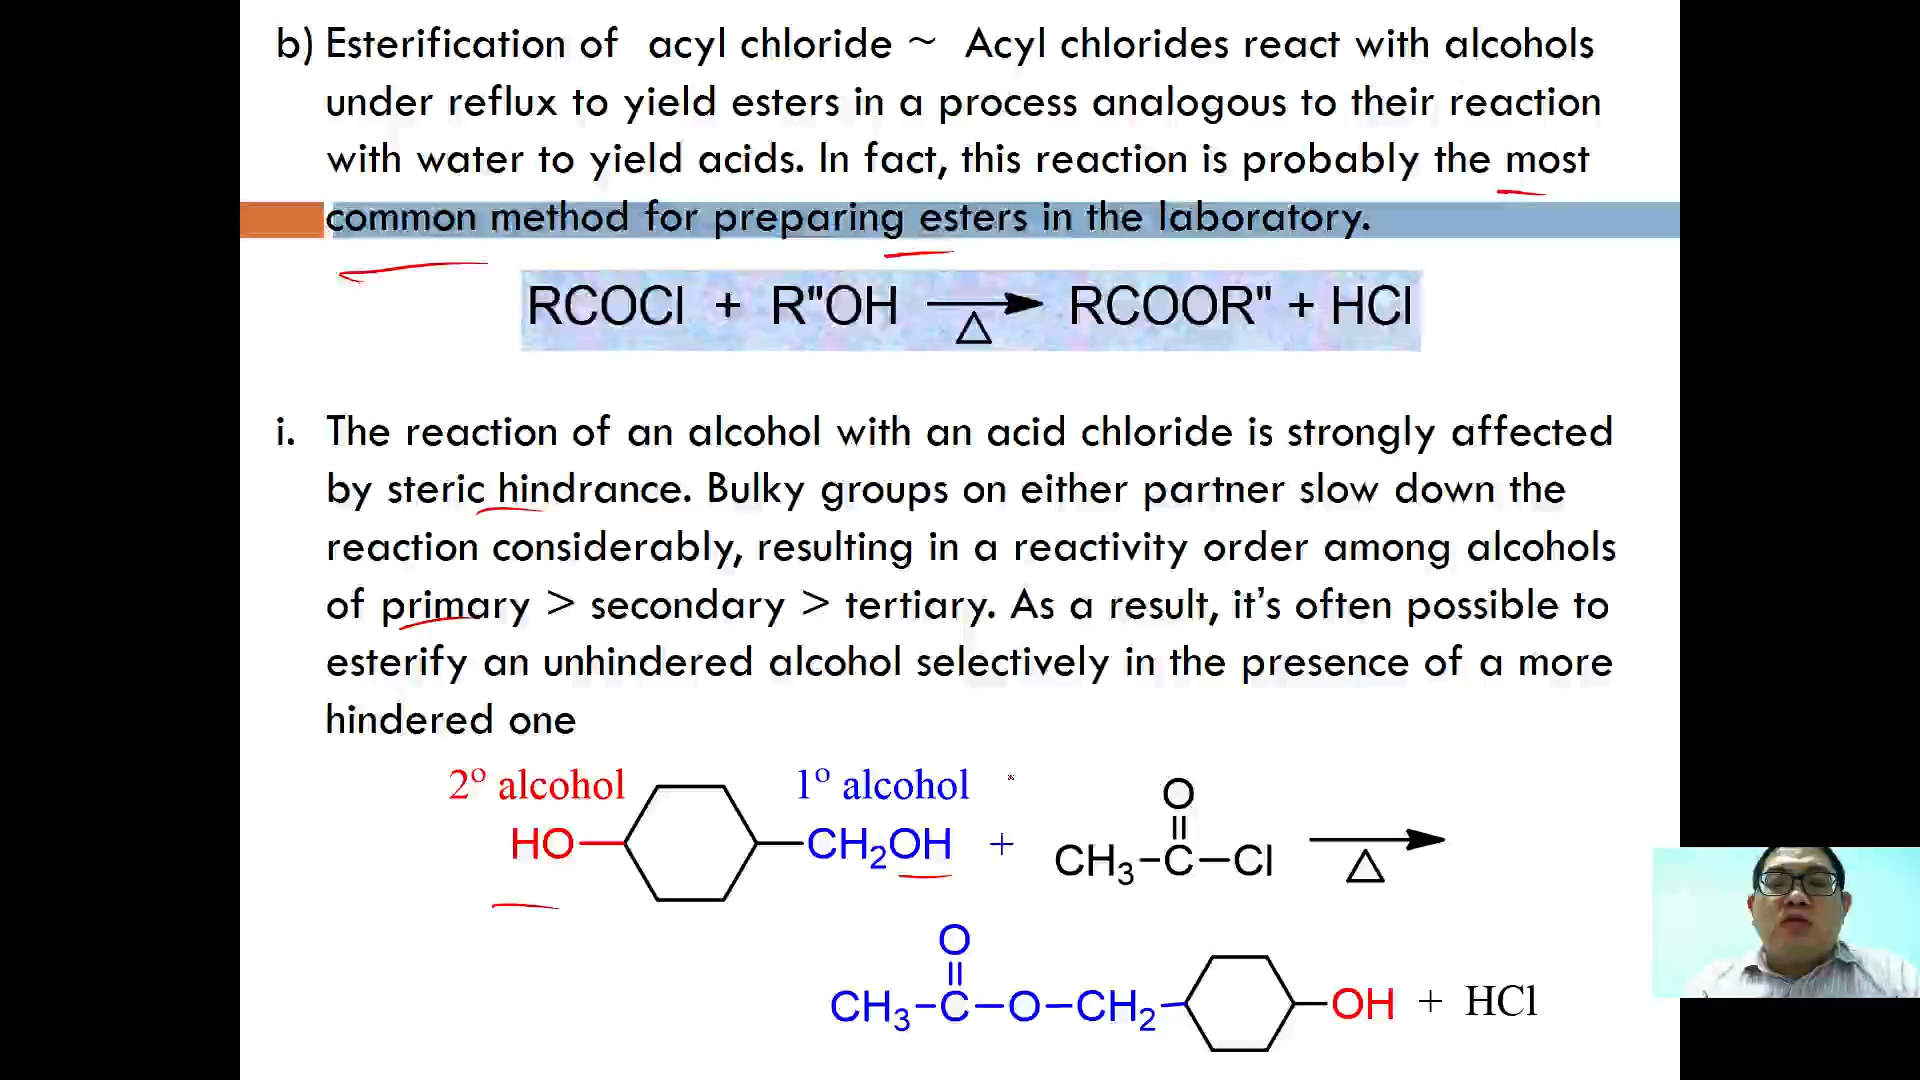 b) Esterification of acyl chloride ~ Acyl chlorides react with alcohols
under reflux to yield esters in a process analogous to their reaction
with water to yield acids. In fact, this reaction is probably the most
common method for preparing esters in the laboratory.
RCOCl + R"OH △ RCOOR" + HCl
i. The reaction of an alcohol with an acid chloride is strongly affected
by steric hindrance. Bulky groups on either partner slow down the
reaction considerably, resulting in a reactivity order among alcohols
of primary > secondary > tertiary. As a result, it's often possible to
esterify an unhindered alcohol selectively in the presence of a more
hindered one
2º alcohol 1º alcohol
O
HO CH₂OH + CH₃–C–Cl △
O
CH₃–C–O–CH₂ OH + HCl